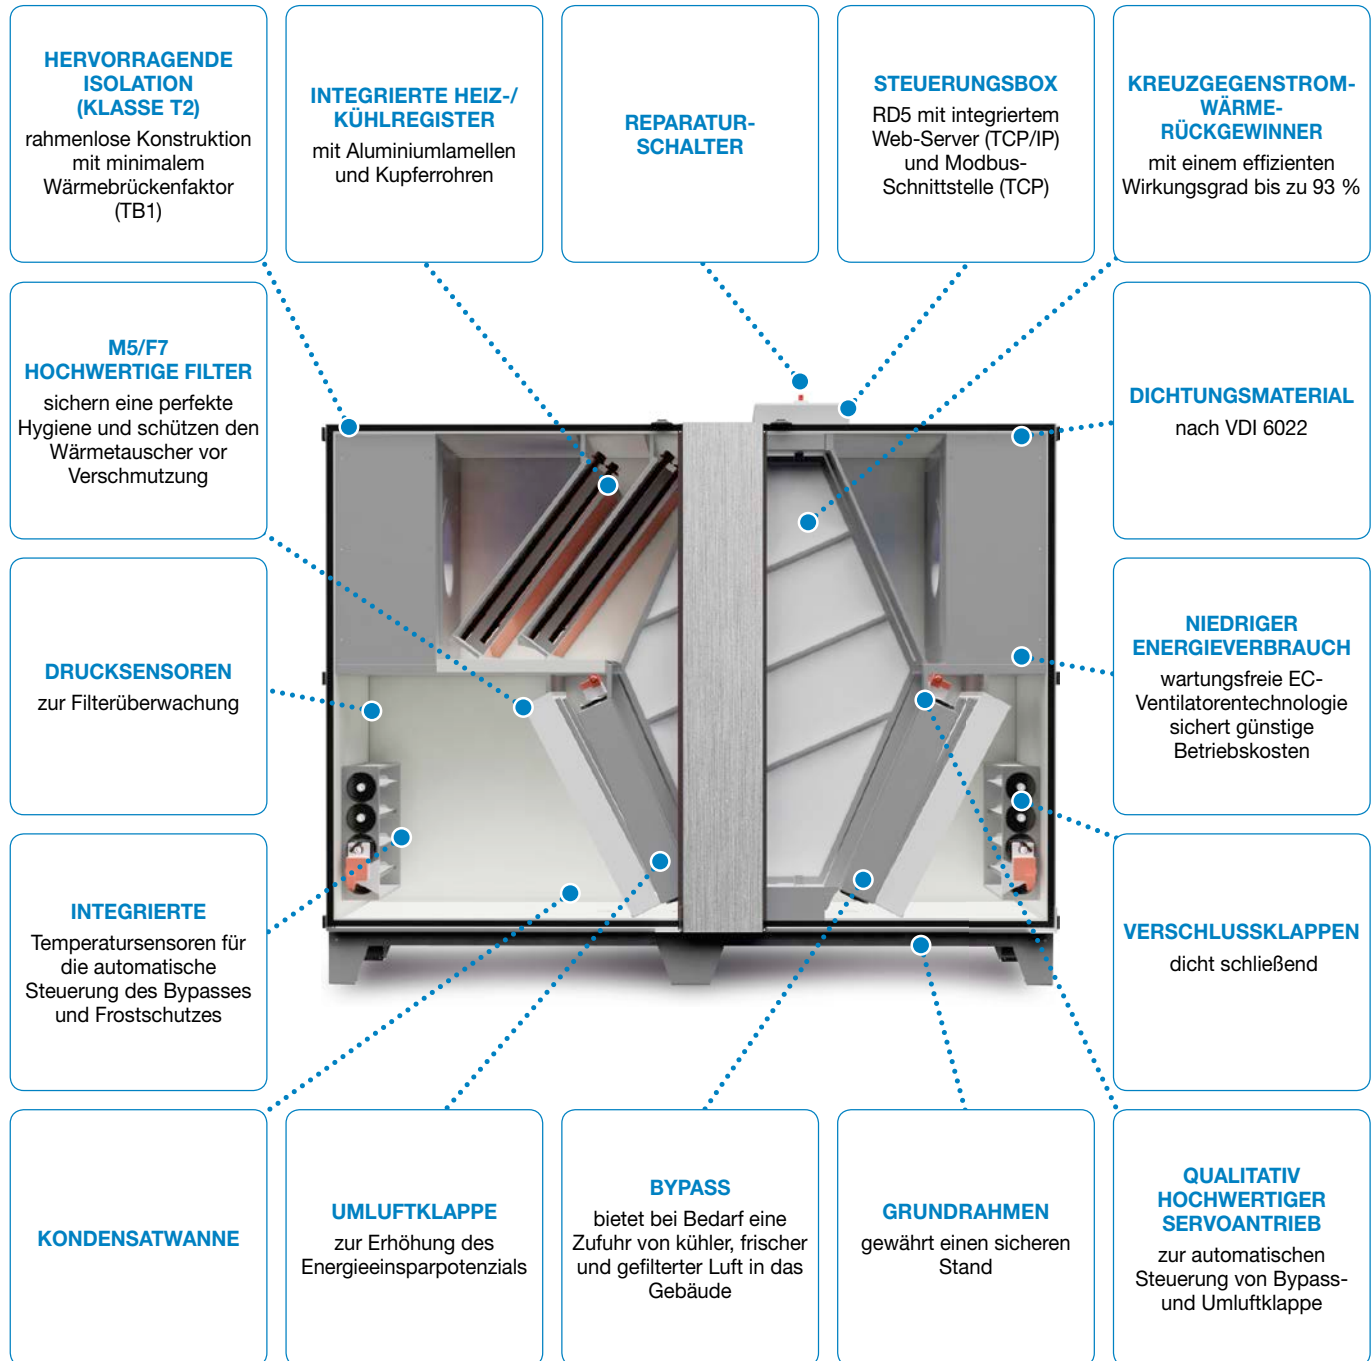 HERVORRAGENDE
ISOLATION
(KLASSE T2)
rahmenlose Konstruktion
mit minimalem
Wärmebrückenfaktor
(TB1)
INTEGRIERTE HEIZ-/
KÜHLREGISTER
mit Aluminiumlamellen
und Kupferrohren
REPARATUR-
SCHALTER
STEUERUNGSBOX
RD5 mit integriertem
Web-Server (TCP/IP)
und Modbus-
Schnittstelle (TCP)
KREUZGEGENSTROM-
WÄRME-
RÜCKGEWINNER
mit einem effizienten
Wirkungsgrad bis zu 93 %
M5/F7
HOCHWERTIGE FILTER
sichern eine perfekte
Hygiene und schützen den
Wärmetauscher vor
Verschmutzung
DICHTUNGSMATERIAL
nach VDI 6022
DRUCKSENSOREN
zur Filterüberwachung
NIEDRIGER
ENERGIEVERBRAUCH
wartungsfreie EC-
Ventilatorentechnologie
sichert günstige
Betriebskosten
INTEGRIERTE
Temperatursensoren für
die automatische
Steuerung des Bypasses
und Frostschutzes
VERSCHLUSSKLAPPEN
dicht schließend
KONDENSATWANNE
UMLUFTKLAPPE
zur Erhöhung des
Energieeinsparpotenzials
BYPASS
bietet bei Bedarf eine
Zufuhr von kühler, frischer
und gefilterter Luft in das
Gebäude
GRUNDRAHMEN
gewährt einen sicheren
Stand
QUALITATIV
HOCHWERTIGER
SERVOANTRIEB
zur automatischen
Steuerung von Bypass-
und Umluftklappe